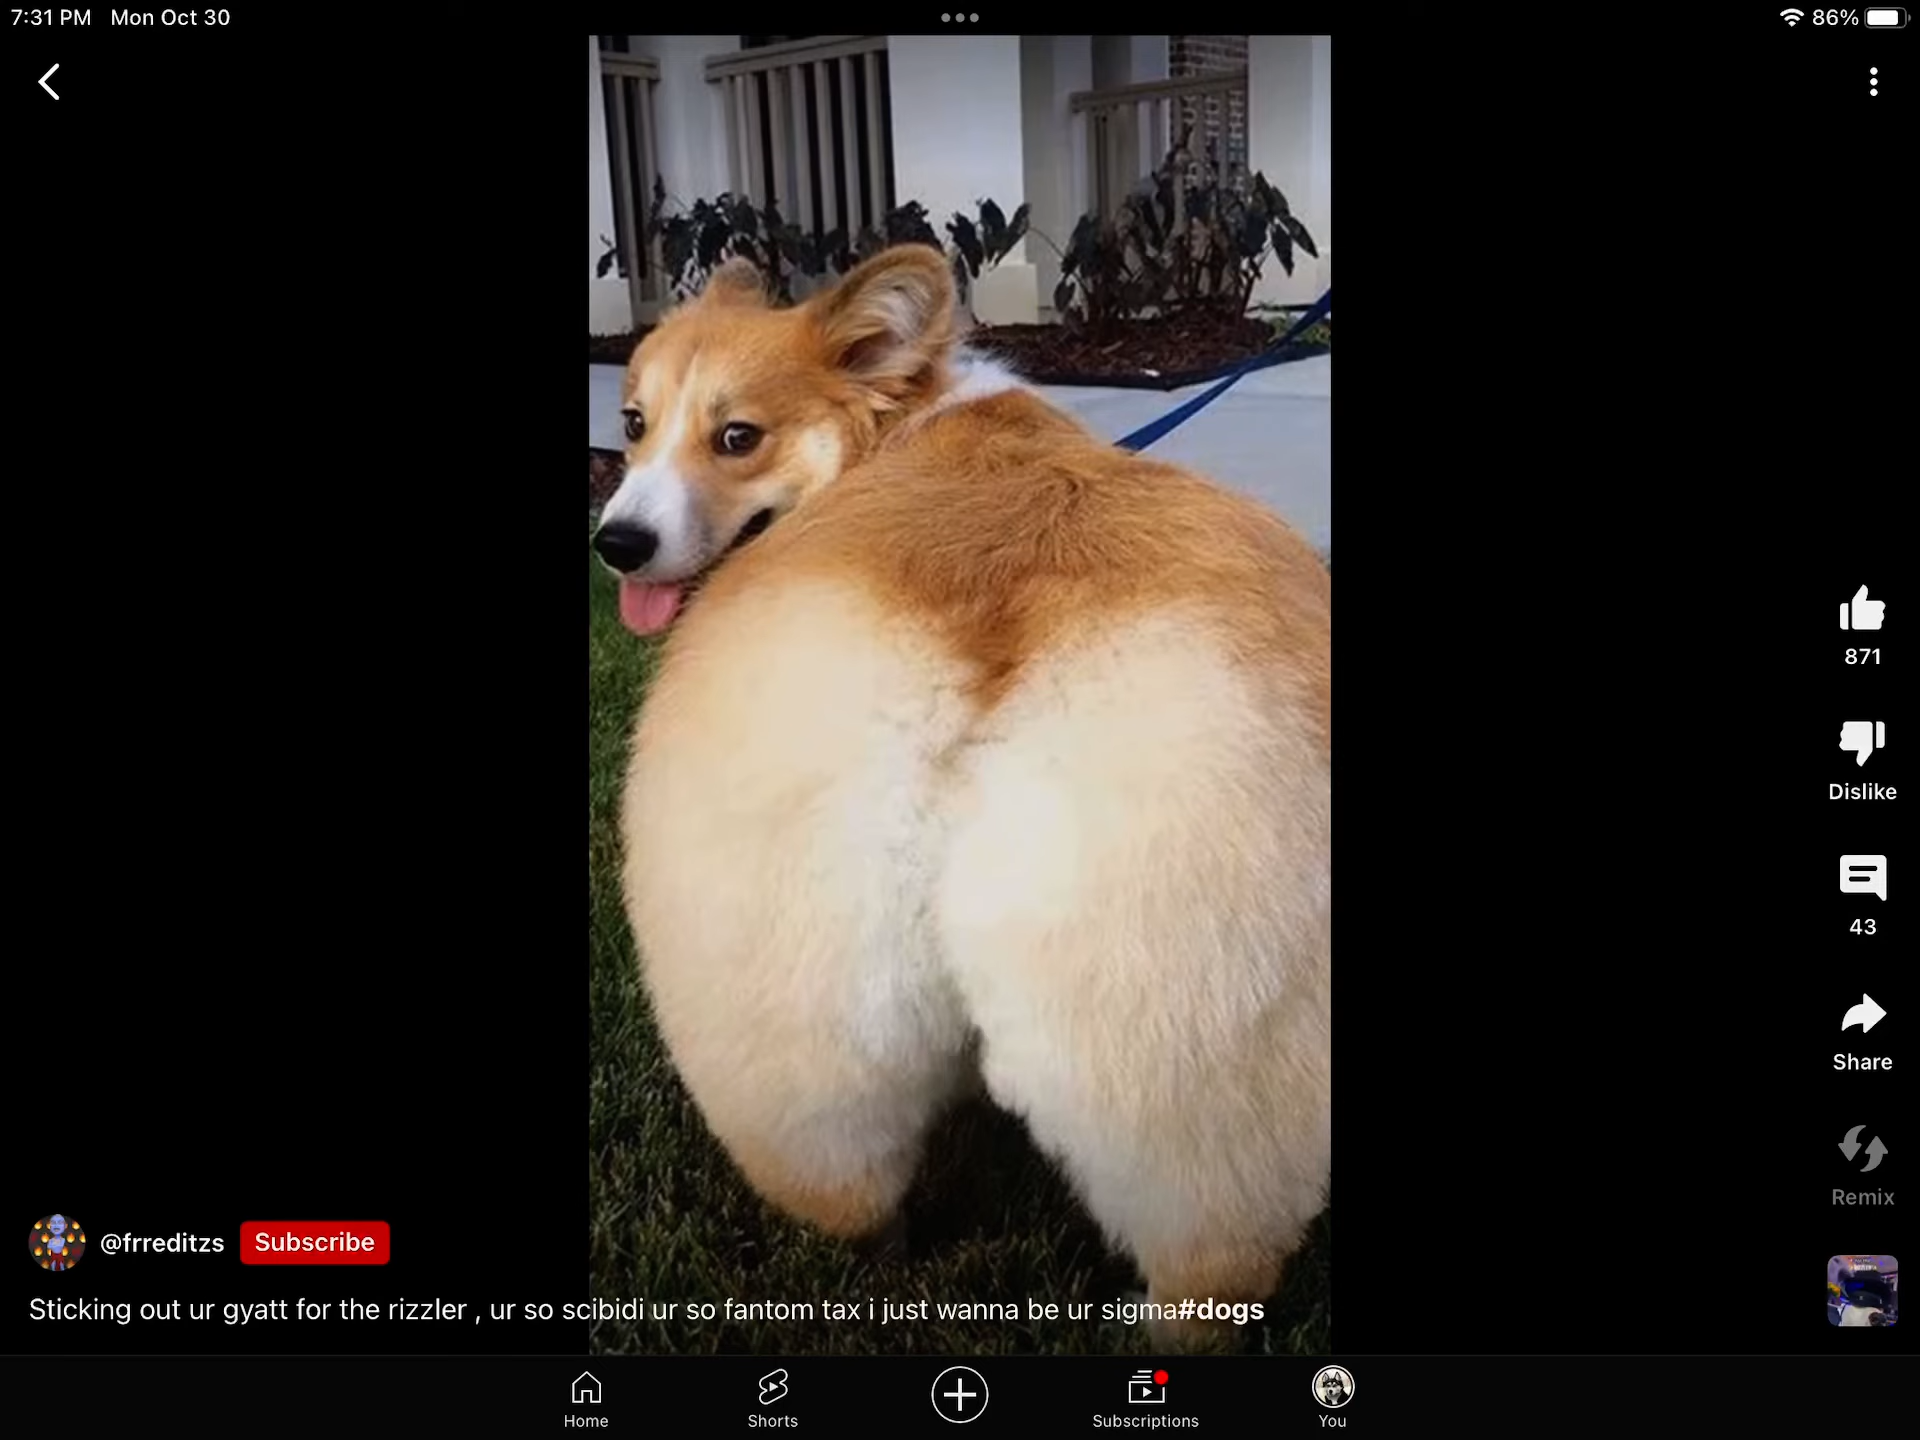 7:31 PM Mon Oct 30
86%
871
Dislike
43
Share
Remix
@frreditzs Subscribe
Sticking out ur gyatt for the rizzler , ur so scibidi ur so fantom tax i just wanna be ur sigma#dogs
Home
Shorts
Subscriptions
You